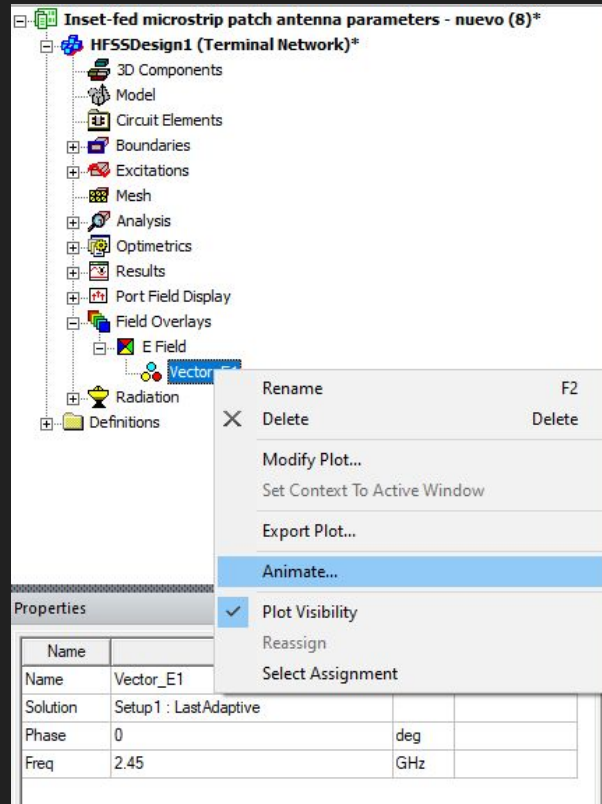 Inset-fed microstrip patch antenna parameters - nuevo (8)*
HFSSDesign1 (Terminal Network)*
3D Components
Model
Circuit Elements
Boundaries
Excitations
Mesh
Analysis
Optimetrics
Results
Port Field Display
Field Overlays
E Field
Vector_E1
Radiation
Definitions
Rename F2
Delete Delete
Modify Plot...
Set Context To Active Window
Export Plot...
Animate...
Plot Visibility
Reassign
Select Assignment
Properties
Name
Name Vector_E1
Solution Setup1 : LastAdaptive
Phase 0 deg
Freq 2.45 GHz